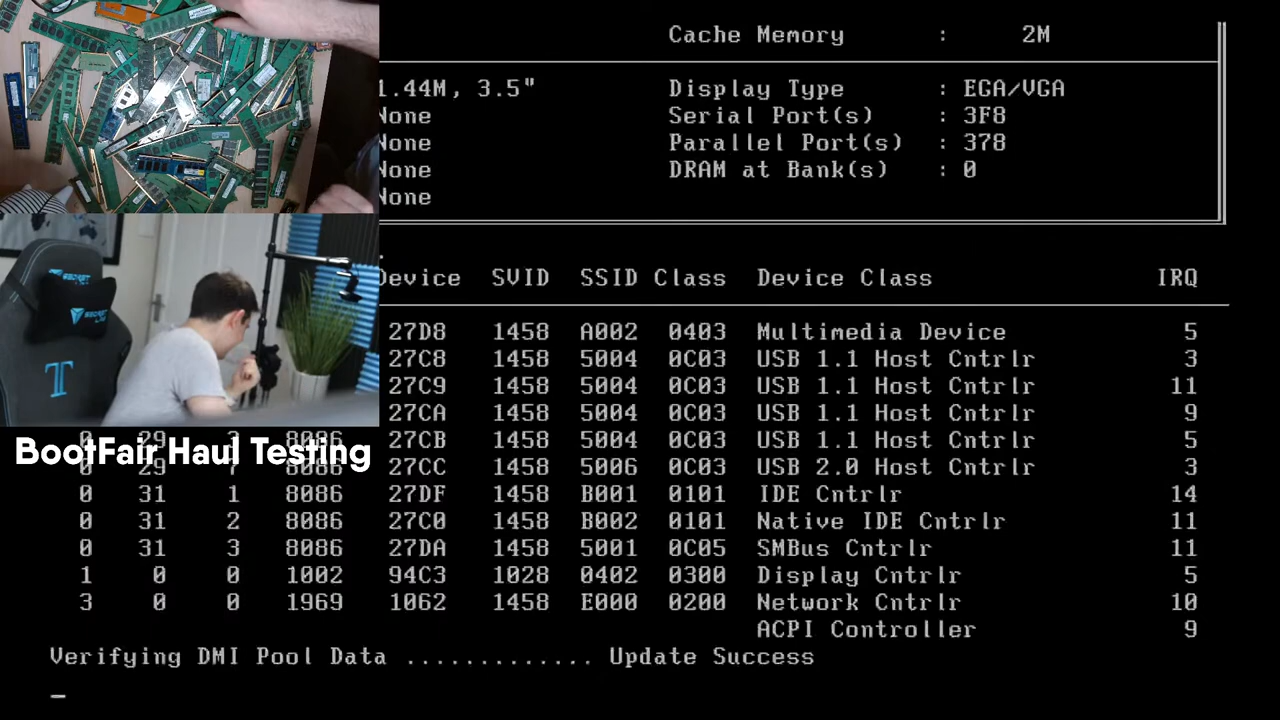 Cache Memory : 2M
1.44M, 3.5" Display Type : EGA/VGA
None Serial Port(s) : 3F8
None Parallel Port(s) : 378
None DRAM at Bank(s) : 0
None
Device SVID SSID Class Device Class IRQ
27D8 1458 A002 0403 Multimedia Device 5
27C8 1458 5004 0C03 USB 1.1 Host Cntrlr 3
27C9 1458 5004 0C03 USB 1.1 Host Cntrlr 11
27CA 1458 5004 0C03 USB 1.1 Host Cntrlr 9
0 29 3 8086 27CB 1458 5004 0C03 USB 1.1 Host Cntrlr 5
BootFair Haul Testing
0 29 7 8086 27CC 1458 5006 0C03 USB 2.0 Host Cntrlr 3
0 31 1 8086 27DF 1458 B001 0101 IDE Cntrlr 14
0 31 2 8086 27C0 1458 B002 0101 Native IDE Cntrlr 11
0 31 3 8086 27DA 1458 5001 0C05 SMBus Cntrlr 11
1 0 0 1002 94C3 1028 0402 0300 Display Cntrlr 5
3 0 0 1969 1062 1458 E000 0200 Network Cntrlr 10
ACPI Controller 9
Verifying DMI Pool Data ............. Update Success